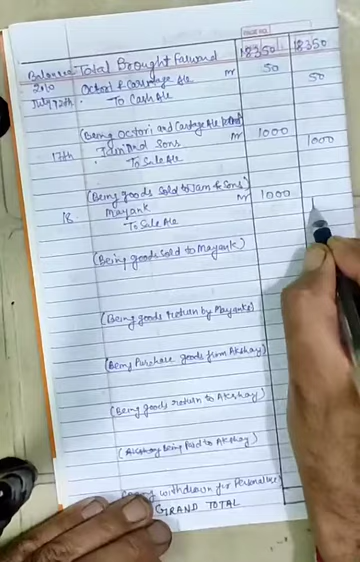 Balance Total Brought Forward 18350 18350
2010 Octori & Cartage A/c Dr 50
July 12th To Cash A/c 50
(Being Octori and Cartage A/c
17th Sons Dr 1000
To Sale A/c 1000
(Being goods Sold to Jam & Sons)
18 Mayank Dr 1000
To Sale A/c
(Being goods Sold to Mayank)
(Being goods return by Mayank)
(Being Purchase goods from Akshay)
(Being goods return to Akshay)
(Akshay Being Paid to Akshay)
withdrawn for Personal use
GRAND TOTAL